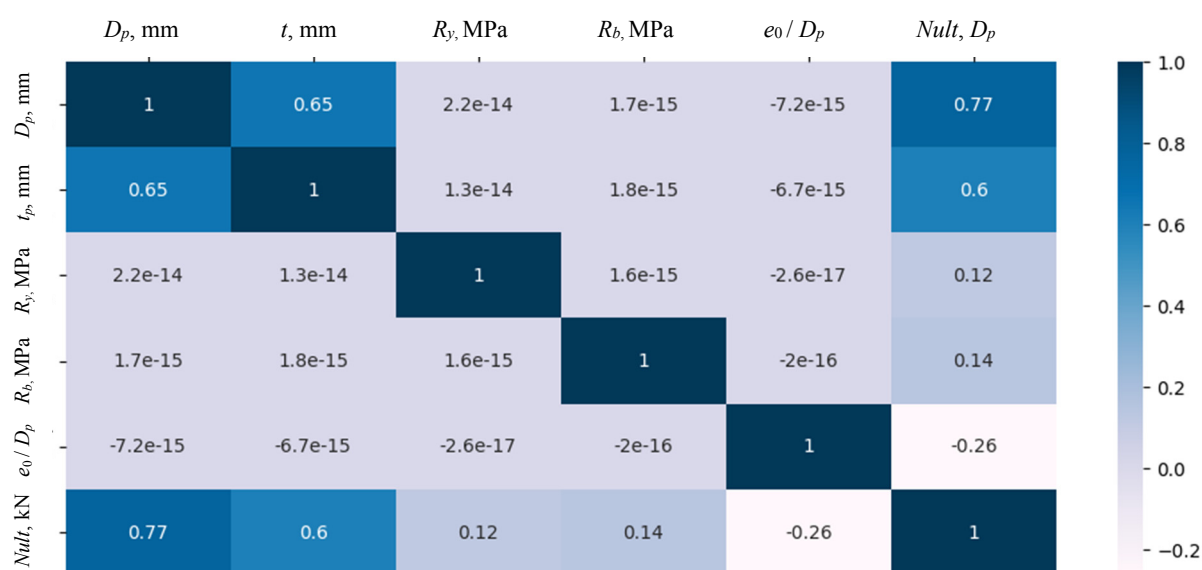 Dp, mm t, mm Ry, MPa Rb, MPa e0 / Dp Nult, Dp
Dp, mm 1 0.65 2.2e-14 1.7e-15 -7.2e-15 0.77
tp, mm 0.65 1 1.3e-14 1.8e-15 -6.7e-15 0.6
Ry, MPa 2.2e-14 1.3e-14 1 1.6e-15 -2.6e-17 0.12
Rb, MPa 1.7e-15 1.8e-15 1.6e-15 1 -2e-16 0.14
e0 / Dp -7.2e-15 -6.7e-15 -2.6e-17 -2e-16 1 -0.26
Nult, kN 0.77 0.6 0.12 0.14 -0.26 1
1.0
0.8
0.6
0.4
0.2
0.0
−0.2